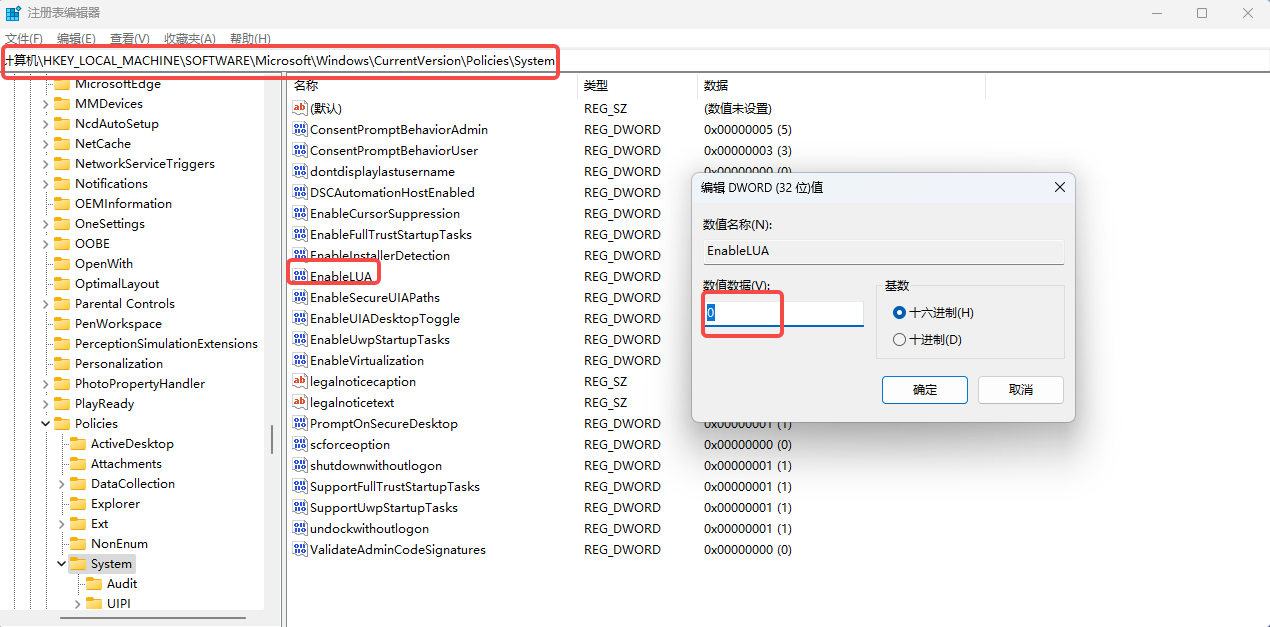 注册表编辑器
文件(F) 编辑(E) 查看(V) 收藏夹(A) 帮助(H)
计算机\HKEY_LOCAL_MACHINE\SOFTWARE\Microsoft\Windows\CurrentVersion\Policies\System
MicrosoftEdge
MMDevices
NcdAutoSetup
NetCache
NetworkServiceTriggers
Notifications
OEMInformation
OneSettings
OOBE
OpenWith
OptimalLayout
Parental Controls
PenWorkspace
PerceptionSimulationExtensions
Personalization
PhotoPropertyHandler
PlayReady
Policies
ActiveDesktop
Attachments
DataCollection
Explorer
Ext
NonEnum
System
Audit
UIPI
名称 类型 数据
(默认) REG_SZ (数值未设置)
ConsentPromptBehaviorAdmin REG_DWORD 0x00000005 (5)
ConsentPromptBehaviorUser REG_DWORD 0x00000003 (3)
dontdisplaylastusername REG_DWORD 0x00000000 (0)
DSCAutomationHostEnabled REG_DWORD
EnableCursorSuppression REG_DWORD
EnableFullTrustStartupTasks REG_DWORD
EnableInstallerDetection REG_DWORD
EnableLUA REG_DWORD
EnableSecureUIAPaths REG_DWORD
EnableUIADesktopToggle REG_DWORD
EnableUwpStartupTasks REG_DWORD
EnableVirtualization REG_DWORD
legalnoticecaption REG_SZ
legalnoticetext REG_SZ
PromptOnSecureDesktop REG_DWORD 0x00000001 (1)
scforceoption REG_DWORD 0x00000000 (0)
shutdownwithoutlogon REG_DWORD 0x00000001 (1)
SupportFullTrustStartupTasks REG_DWORD 0x00000001 (1)
SupportUwpStartupTasks REG_DWORD 0x00000001 (1)
undockwithoutlogon REG_DWORD 0x00000001 (1)
ValidateAdminCodeSignatures REG_DWORD 0x00000000 (0)
编辑 DWORD (32 位)值
数值名称(N):
EnableLUA
数值数据(V):
0
基数
十六进制(H)
十进制(D)
确定 取消